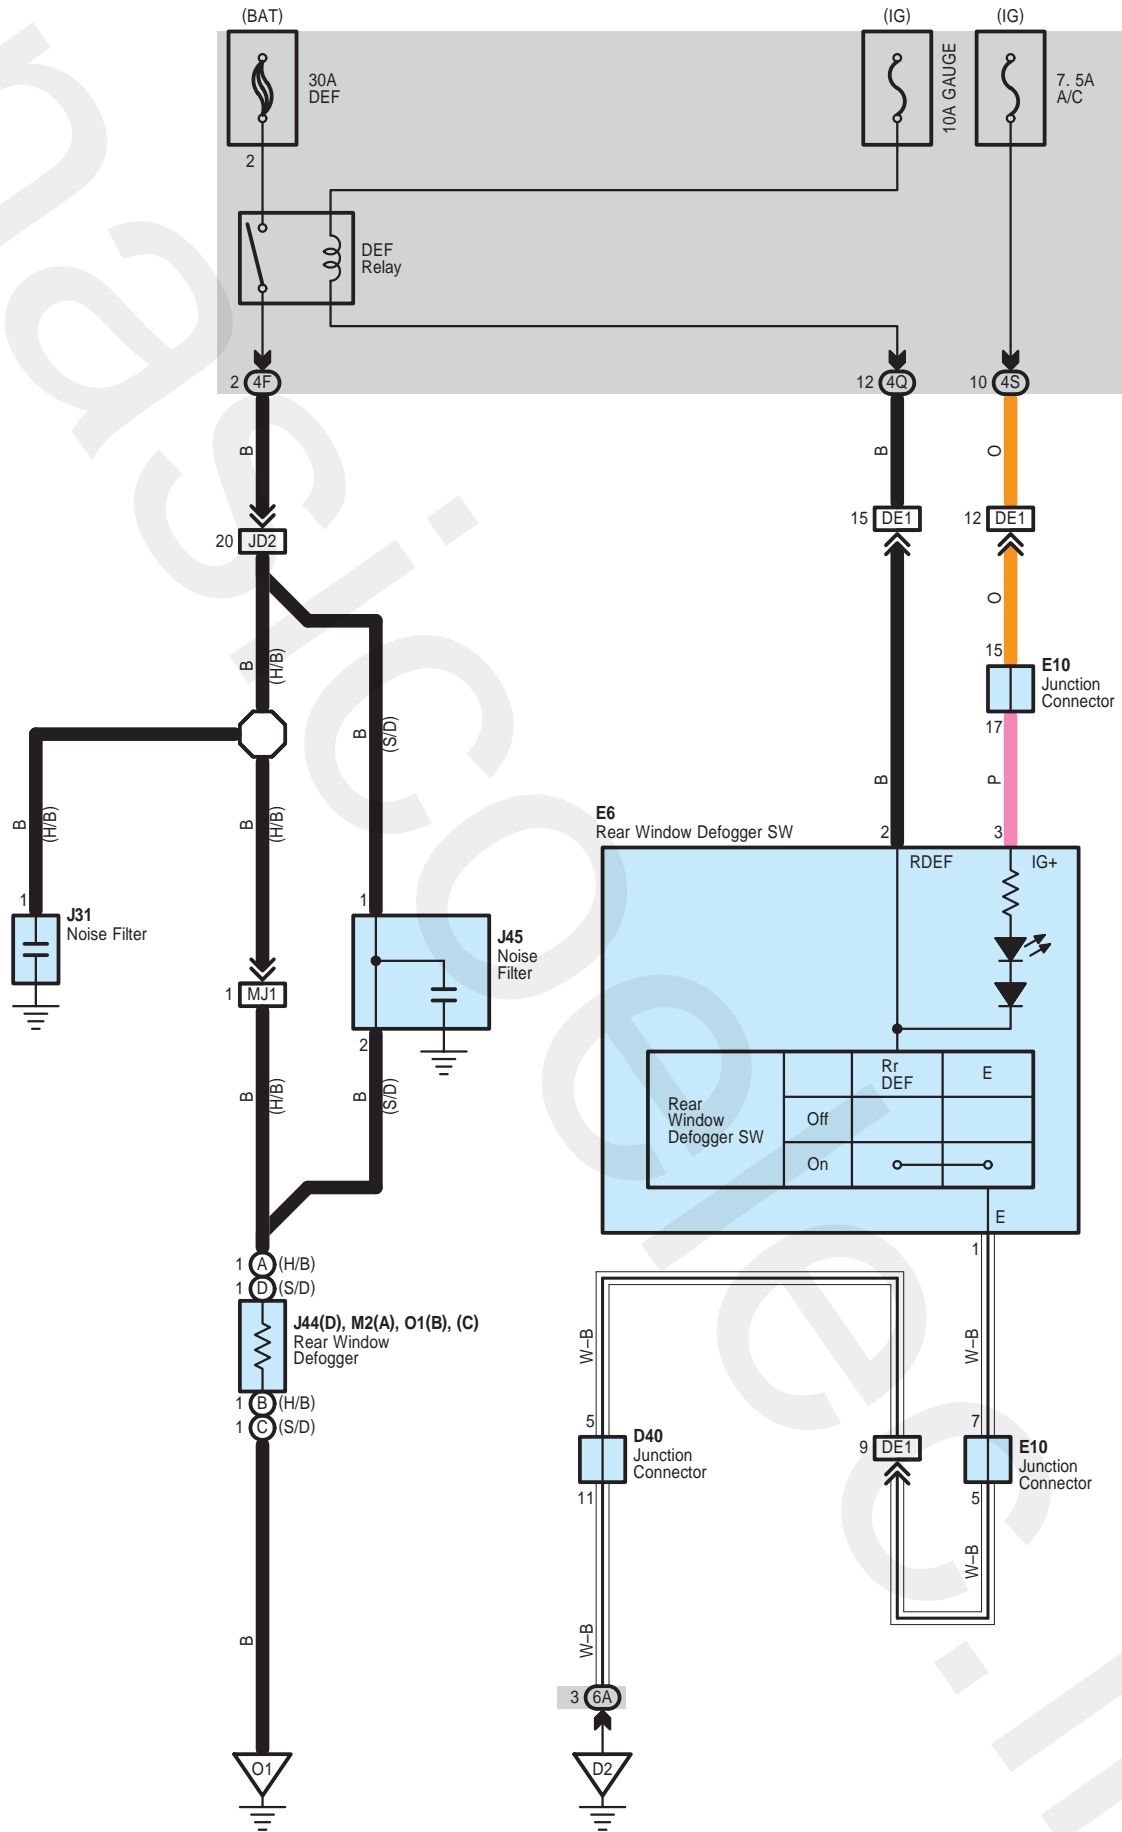 (BAT)
(IG)
(IG)
30A
DEF
10A GAUGE
7. 5A
A/C
2
DEF
Relay
2 4F
12 4Q
10 4S
B
B
O
20 JD2
15 DE1
12 DE1
O
B
(H/B)
15
E10
Junction
Connector
17
B
(S/D)
B
(H/B)
B
(H/B)
B
P
E6
Rear Window Defogger SW
2
3
RDEF
IG+
1
J31
Noise Filter
1
J45
Noise
Filter
1 MJ1
2
B
(H/B)
B
(S/D)
Rr
DEF
E
Rear
Window
Defogger SW
Off
On
E
1
1 A (H/B)
1 D (S/D)
J44(D), M2(A), O1(B), (C)
Rear Window
Defogger
1 B (H/B)
1 C (S/D)
W–B
W–B
5
D40
Junction
Connector
11
9 DE1
7
E10
Junction
Connector
5
W–B
B
W–B
3 6A
O1
D2